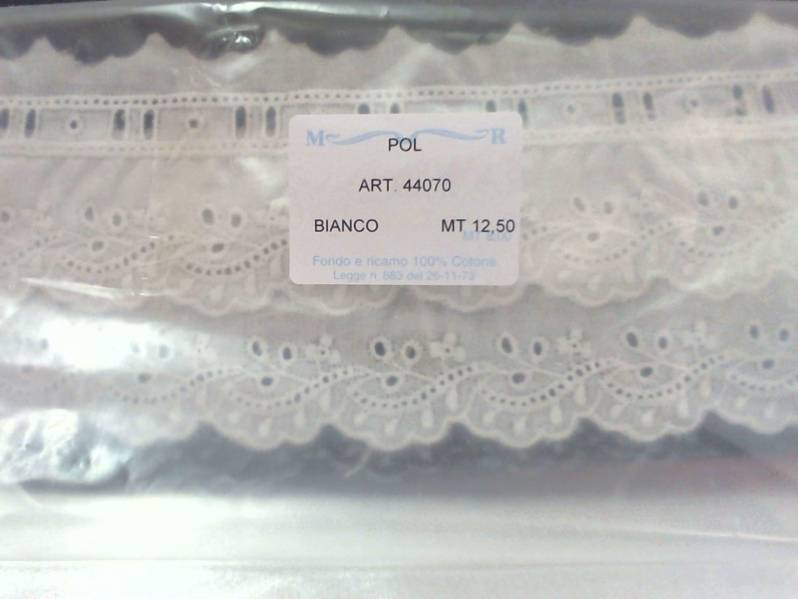 M R
POL
ART. 44070
BIANCO MT 12,50
Fondo e ricamo 100% Cotone
Legge n. 883 del 26-11-73